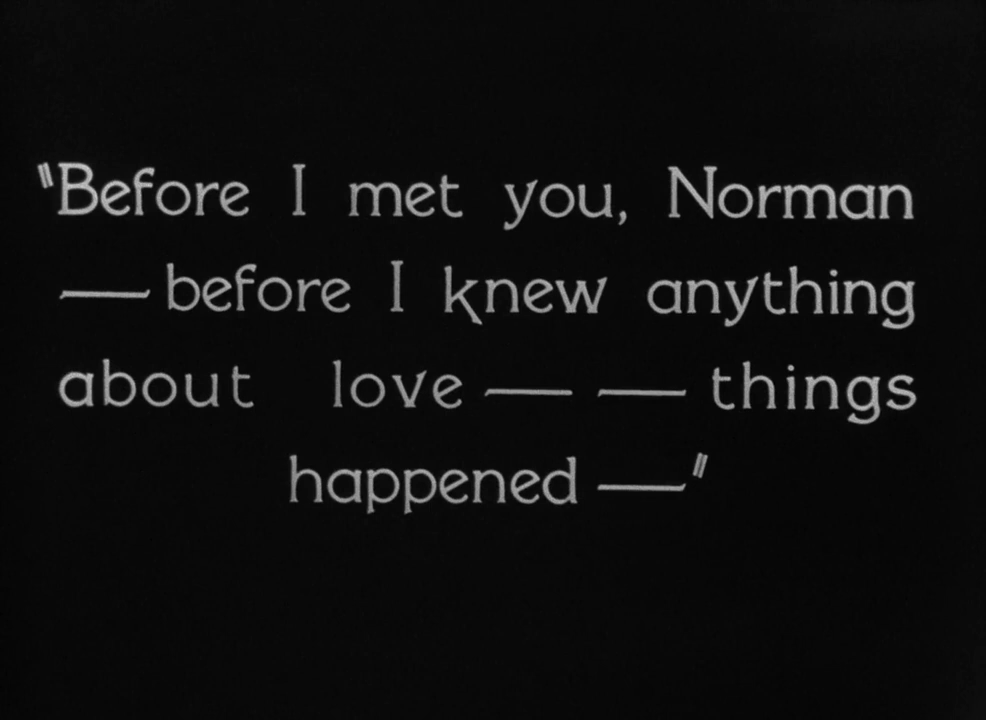 "Before I met you, Norman
— before I knew anything
about love — — things
happened —"